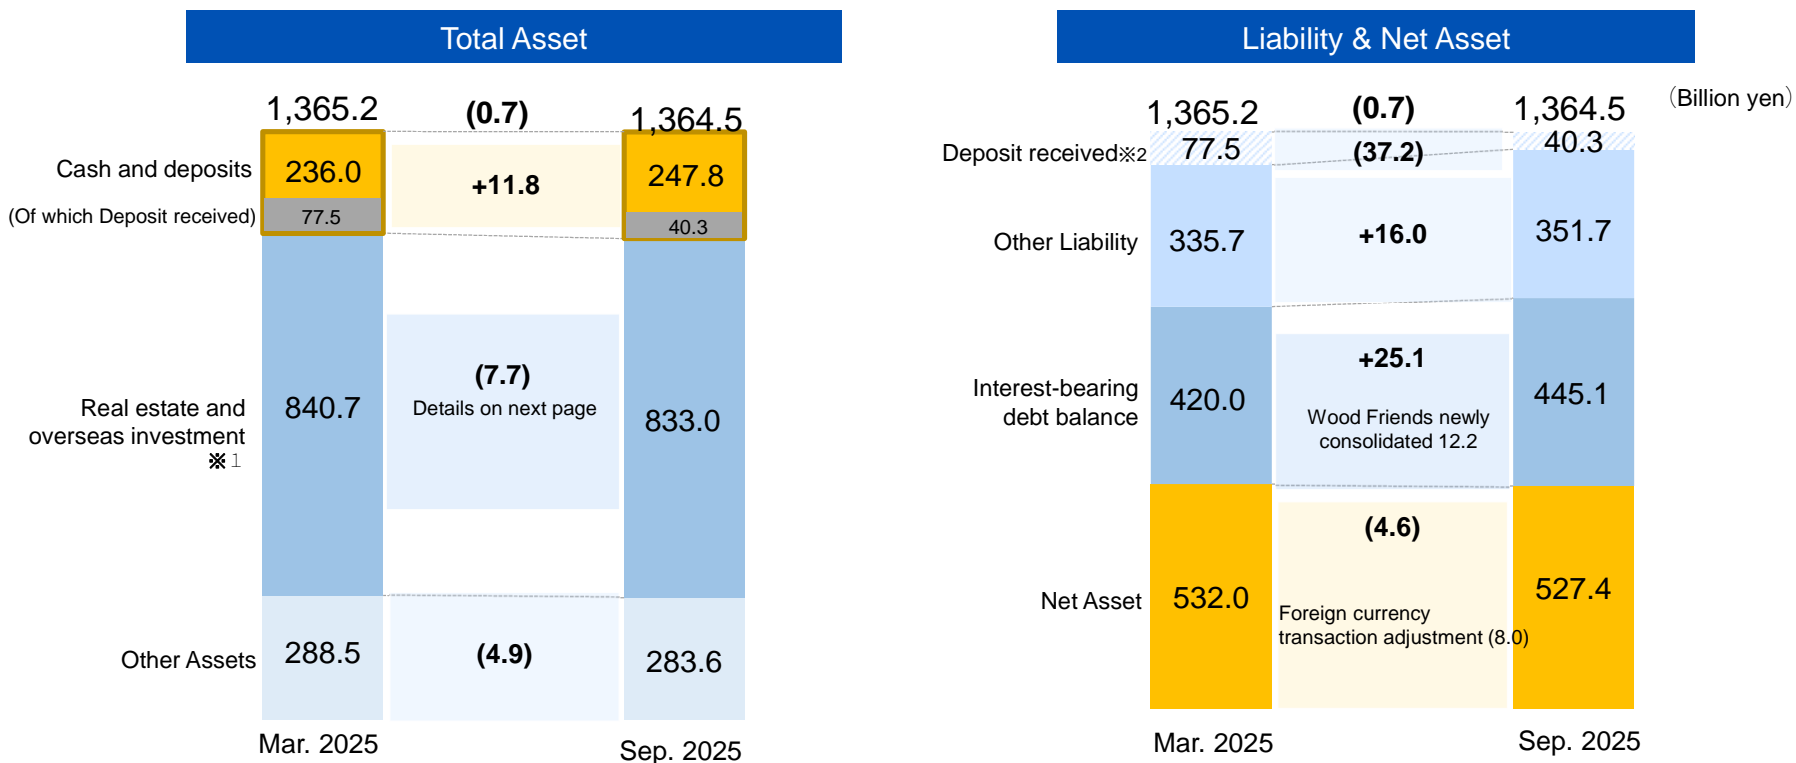 Total Asset
1,365.2
(0.7)
1,364.5
Cash and deposits
236.0
+11.8
247.8
(Of which Deposit received)
77.5
40.3
Real estate and
overseas investment
※1
840.7
(7.7)
Details on next page
833.0
Other Assets
288.5
(4.9)
283.6
Mar. 2025
Sep. 2025
Liability & Net Asset
(Billion yen)
1,365.2
(0.7)
1,364.5
Deposit received※2
77.5
(37.2)
40.3
Other Liability
335.7
+16.0
351.7
Interest-bearing
debt balance
420.0
+25.1
Wood Friends newly
consolidated 12.2
445.1
Net Asset
532.0
(4.6)
Foreign currency
transaction adjustment (8.0)
527.4
Mar. 2025
Sep. 2025